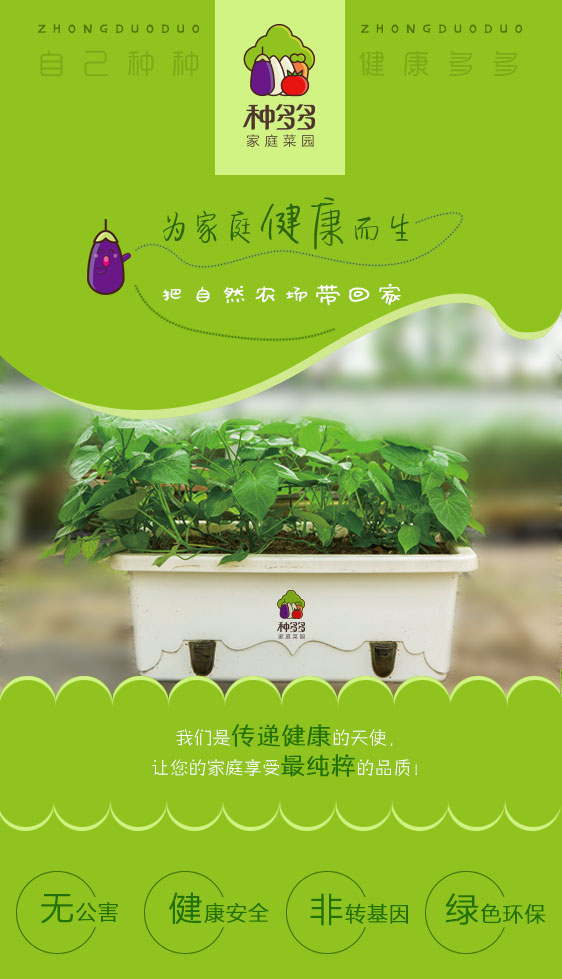 ZHONGDUODUO
ZHONGDUODUO
自己种种
健康多多
种多多
家庭菜园
为家庭健康而生
把自然农场带回家
种多多
家庭菜园
我们是传递健康的天使,
让您的家庭享受最纯粹的品质!
无公害
健康安全
非转基因
绿色环保